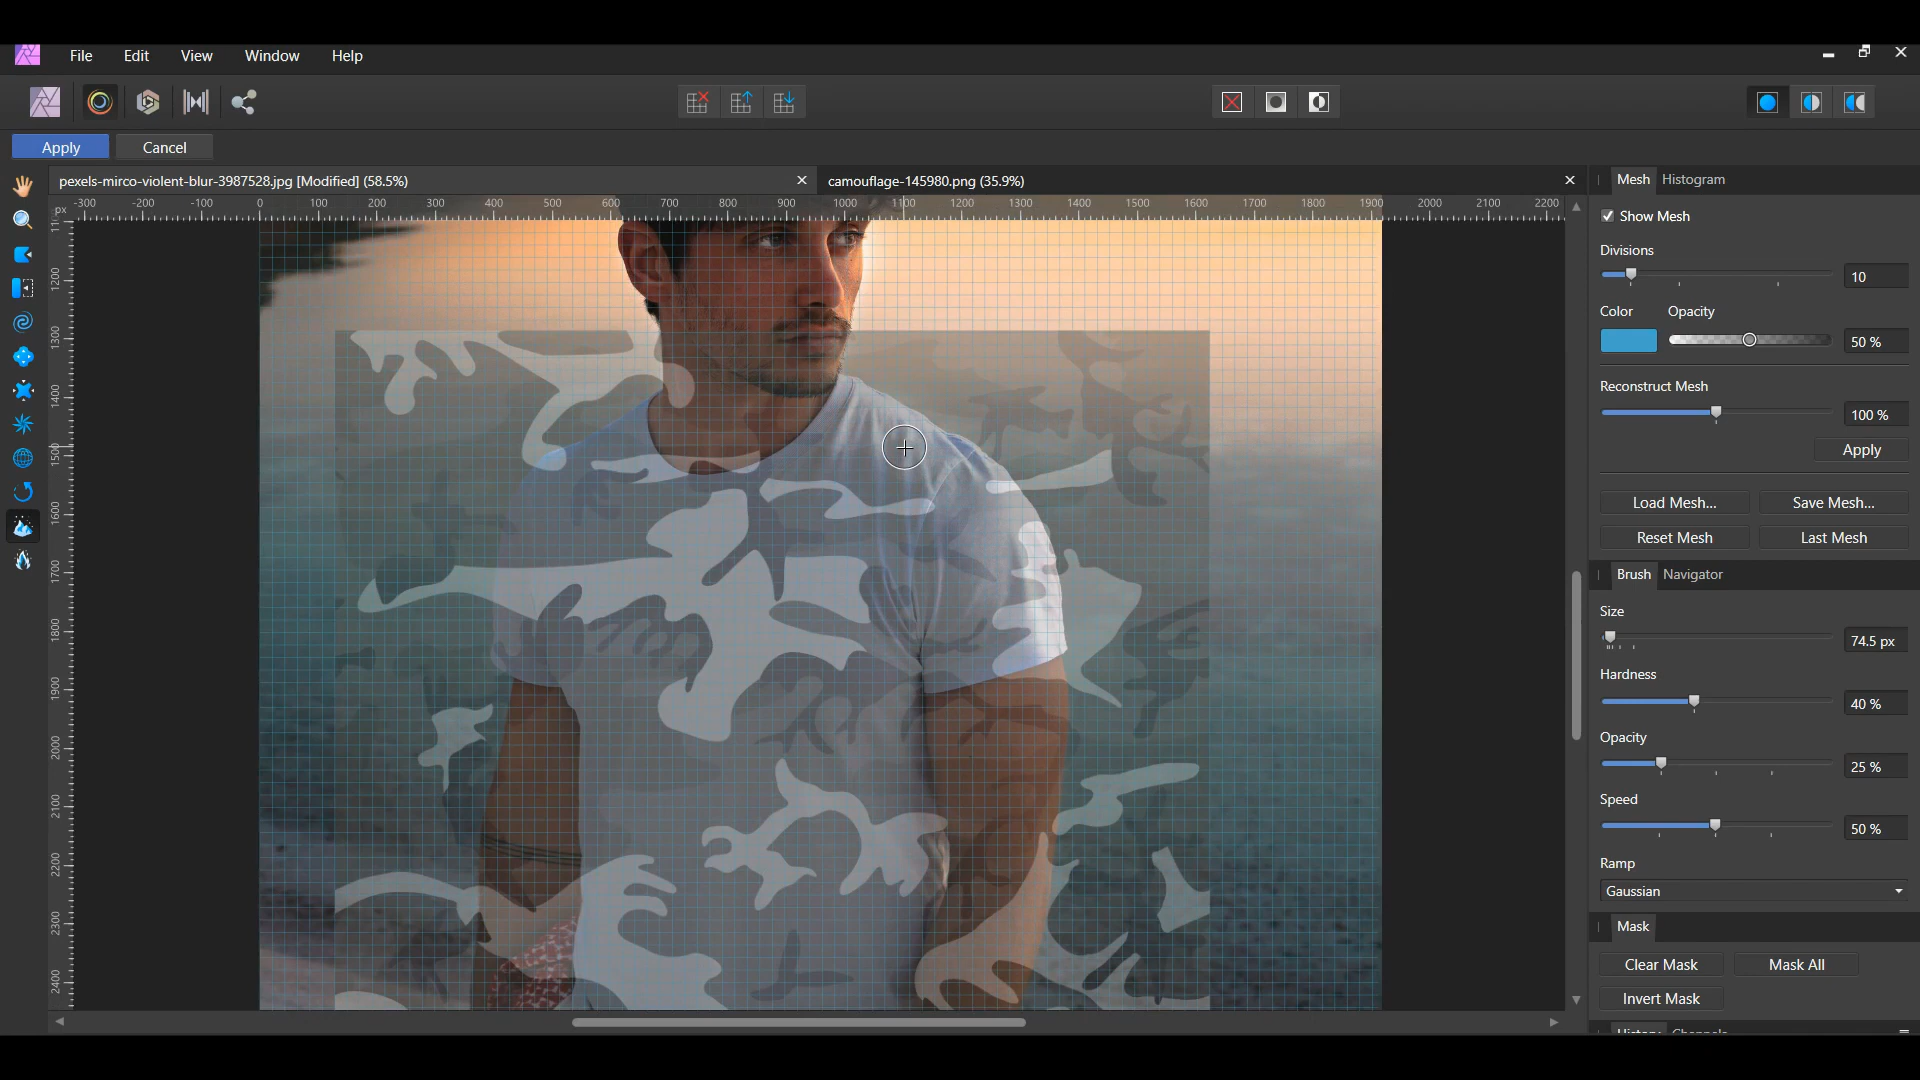 File Edit View Window Help
Apply Cancel
pexels-mirco-violent-blur-3987528.jpg [Modified] (58.5%)
camouflage-145980.png (35.9%)
Mesh Histogram
px -300 -200 -100 0 100 200 300 400 500 600 700 800 900 1000 1100 1200 1300 1400 1500 1600 1700 1800 1900 2000 2100 2200
1200
1300
1400
1500
1600
1700
1800
1900
2000
2100
2200
2300
2400
Show Mesh
Divisions
10
Color Opacity
50 %
Reconstruct Mesh
100 %
Apply
Load Mesh... Save Mesh...
Reset Mesh Last Mesh
Brush Navigator
Size
74.5 px
Hardness
40 %
Opacity
25 %
Speed
50 %
Ramp
Gaussian
Mask
Clear Mask Mask All
Invert Mask
History Channels